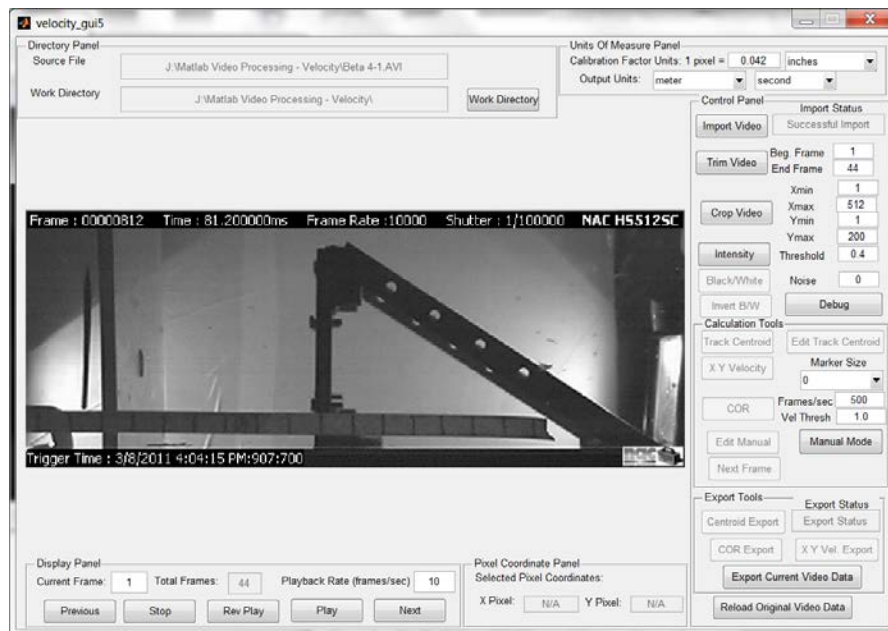 velocity_gui5
Directory Panel
Source File
J:\Matlab Video Processing - Velocity\Beta 4-1.AVI
Work Directory
J:\Matlab Video Processing - Velocity\
Work Directory
Units Of Measure Panel
Calibration Factor Units: 1 pixel = 0.042 inches
Output Units: meter second
Control Panel
Import Status
Import Video Successful Import
Trim Video
Beg. Frame 1
End Frame 44
Crop Video
Xmin 1
Xmax 512
Ymin 1
Ymax 200
Intensity Threshold 0.4
Black/White Noise 0
Invert B/W Debug
Calculation Tools
Track Centroid Edit Track Centroid
X Y Velocity
Marker Size
0
COR
Frames/sec 500
Vel Thresh 1.0
Edit Manual Manual Mode
Next Frame
Export Tools
Export Status
Centroid Export Export Status
COR Export X Y Vel. Export
Export Current Video Data
Reload Original Video Data
Frame : 00000812 Time : 81.200000ms Frame Rate :10000 Shutter : 1/100000 NAC HS512SC
Trigger Time : 3/8/2011 4:04:15 PM:907:700
nac
Display Panel
Current Frame: 1 Total Frames: 44 Playback Rate (frames/sec) 10
Previous Stop Rev Play Play Next
Pixel Coordinate Panel
Selected Pixel Coordinates:
X Pixel: N/A Y Pixel: N/A